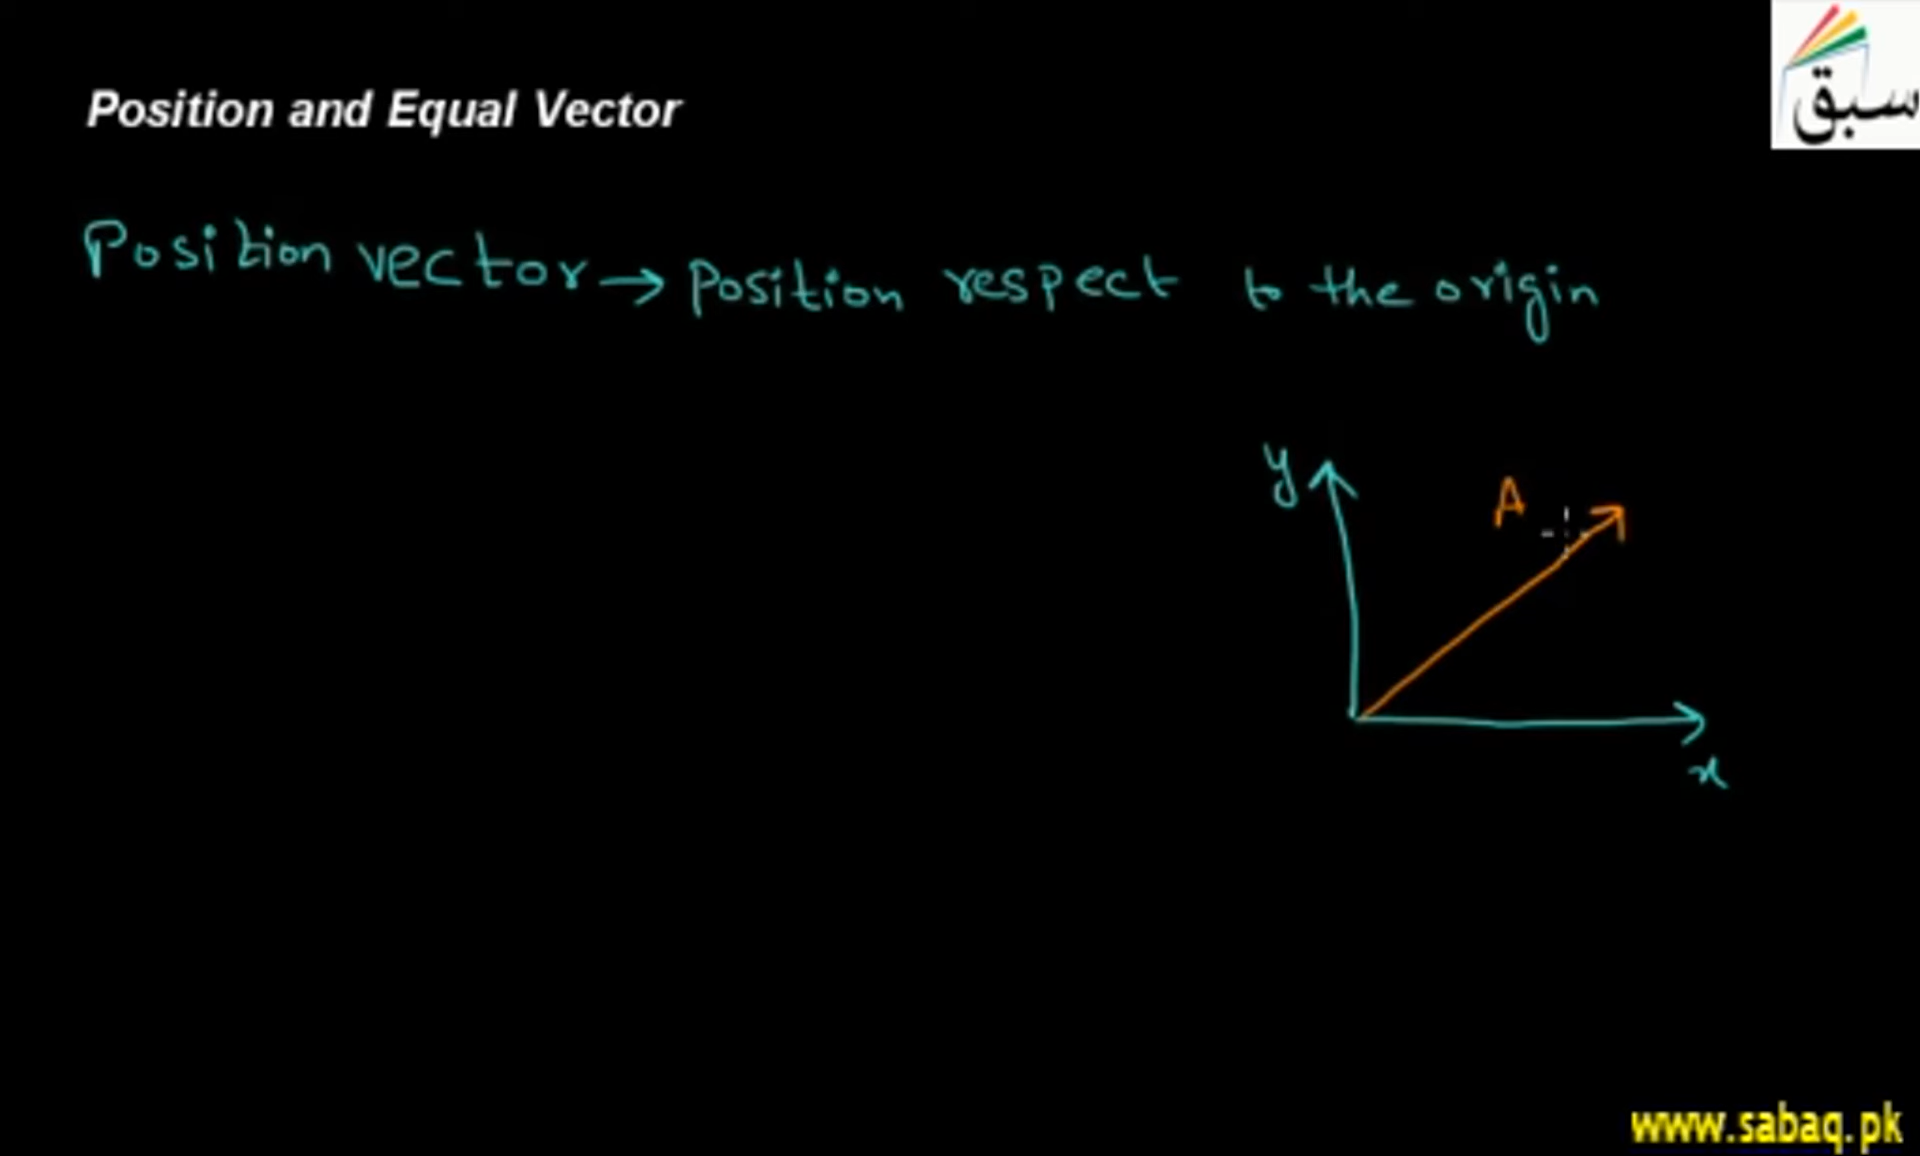 سبق
Position and Equal Vector
Position vector → position respect to the origin
y
A
x
www.sabaq.pk